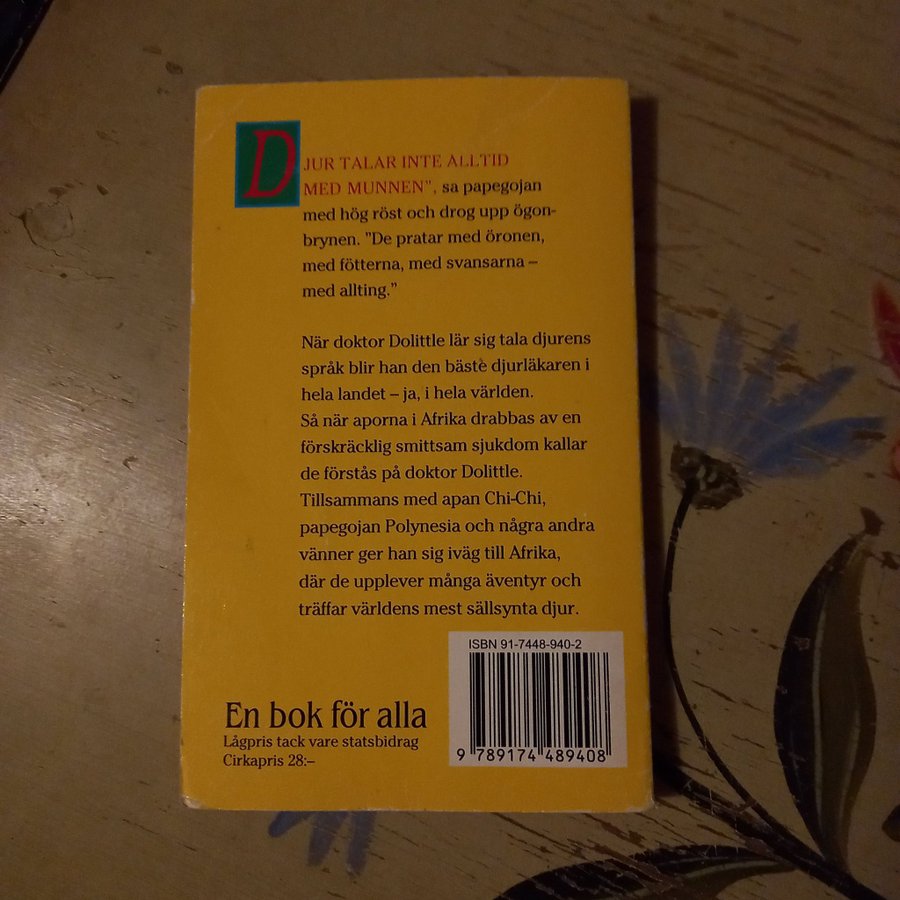 DJUR TALAR INTE ALLTID
MED MUNNEN", sa papegojan
med hög röst och drog upp ögon-
brynen. "De pratar med öronen,
med fötterna, med svansarna –
med allting."
När doktor Dolittle lär sig tala djurens
språk blir han den bäste djurläkaren i
hela landet – ja, i hela världen.
Så när aporna i Afrika drabbas av en
förskräcklig smittsam sjukdom kallar
de förstås på doktor Dolittle.
Tillsammans med apan Chi-Chi,
papegojan Polynesia och några andra
vänner ger han sig iväg till Afrika,
där de upplever många äventyr och
träffar världens mest sällsynta djur.
ISBN 91-7448-940-2
9 789174 489408
En bok för alla
Lågpris tack vare statsbidrag
Cirkapris 28:–